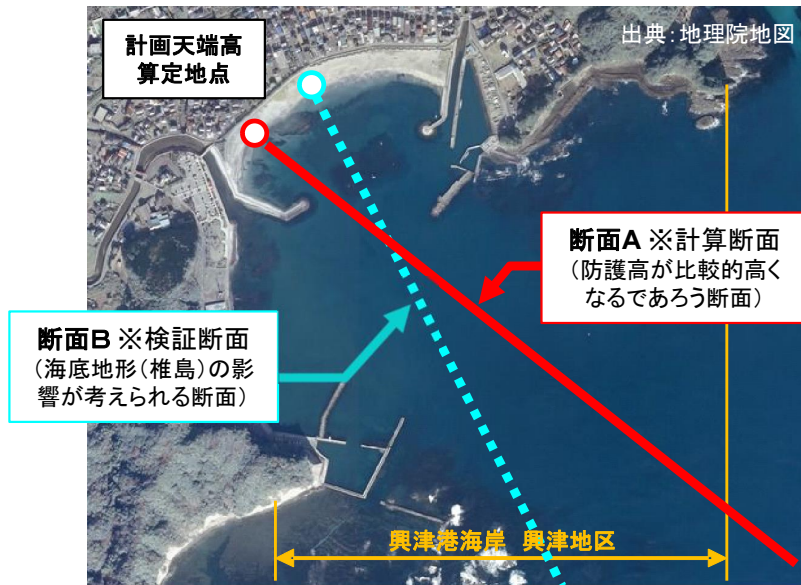 出典：地理院地図
計画天端高
算定地点
断面A ※計算断面
（防護高が比較的高く
なるであろう断面）
断面B ※検証断面
（海底地形（椎島）の影
響が考えられる断面）
興津港海岸 興津地区